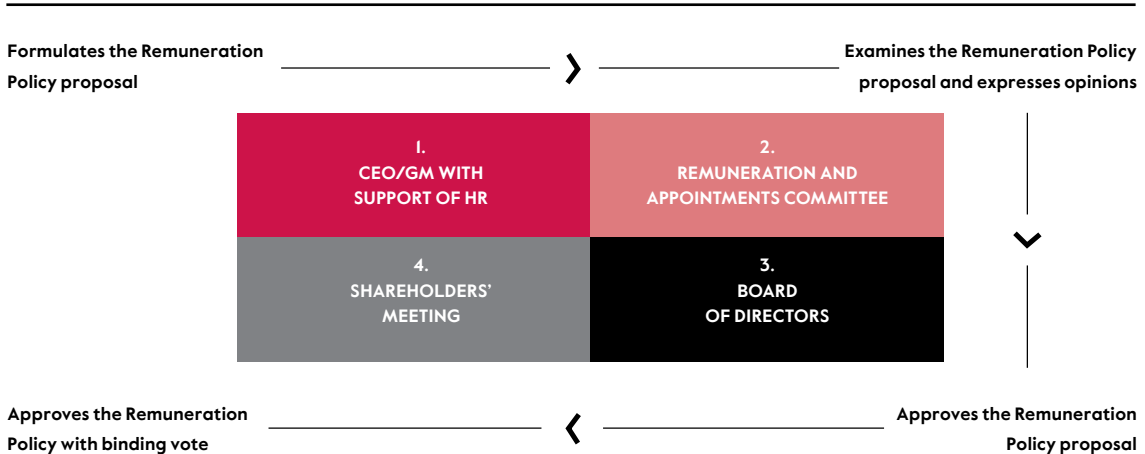 Formulates the Remuneration
Policy proposal
Examines the Remuneration Policy
proposal and expresses opinions
1.
CEO/GM WITH
SUPPORT OF HR
2.
REMUNERATION AND
APPOINTMENTS COMMITTEE
4.
SHAREHOLDERS’
MEETING
3.
BOARD
OF DIRECTORS
Approves the Remuneration
Policy with binding vote
Approves the Remuneration
Policy proposal